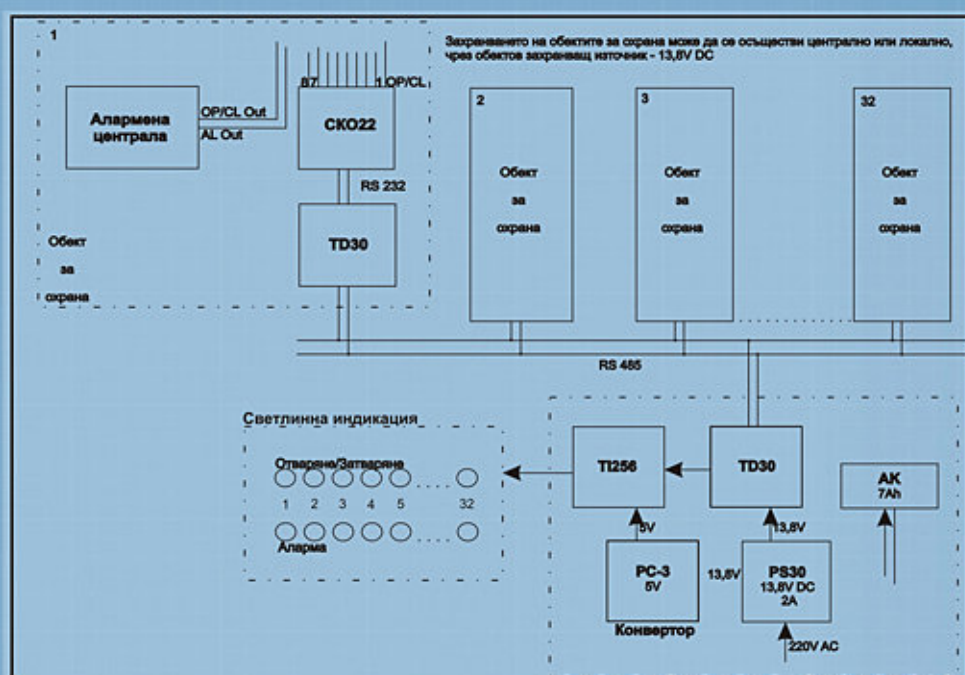 1
Захранването на обектите за охрана може да се осъществи централно или локално,
чрез обектов захранващ източник - 13,8V DC
87 1 OP/CL
Алармена
централа
OP/CL Out
AL Out
СКО22
RS 232
TD30
Обект
за
охрана
2
Обект
за
охрана
3
Обект
за
охрана
32
Обект
за
охрана
RS 485
Светлинна индикация
Отваряне/Затваряне
1 2 3 4 5 32
Аларма
TI256
TD30
АК
7Ah
5V
13,8V
PC-3
5V
Конвертор
13,8V
PS30
13,8V DC
2A
220V AC